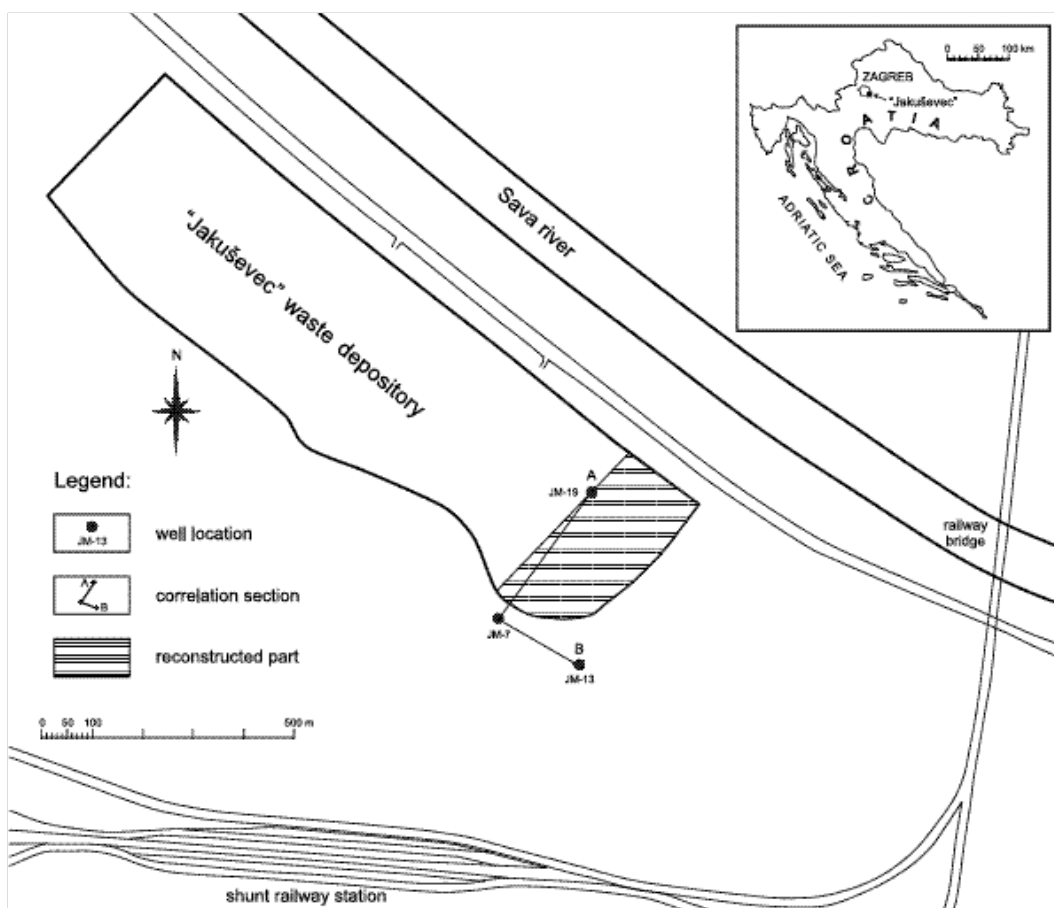 0 50 100 km
ZAGREB
"Jakuševec"
CROATIA
ADRIATIC SEA
Sava river
"Jakuševec" waste depository
N
A
JM-19
railway
bridge
Legend:
JM-13
well location
A
B
correlation section
reconstructed part
JM-7
B
JM-13
0 50 100 500 m
shunt railway station